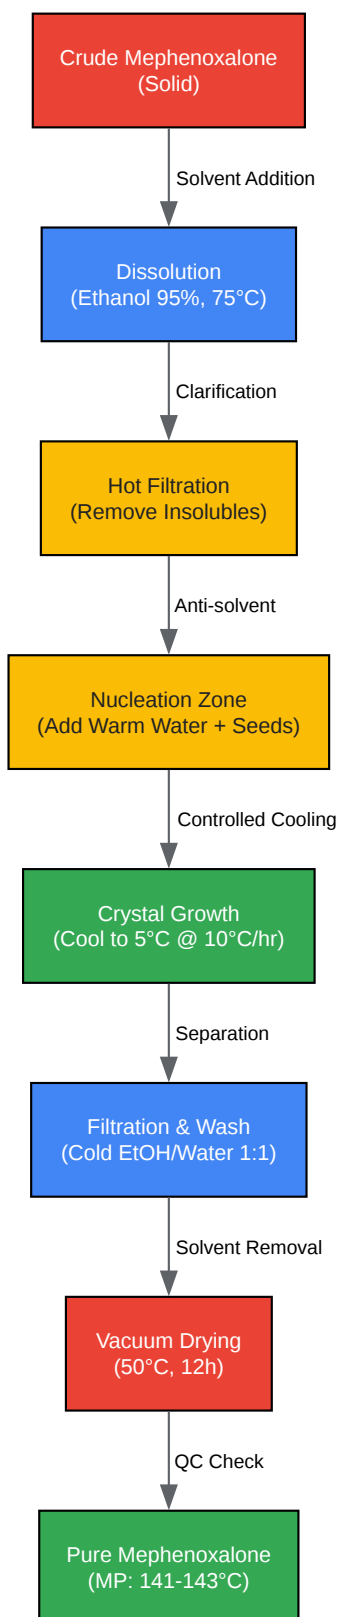 Crude Mephenoxalone
(Solid)
Solvent Addition
Dissolution
(Ethanol 95%, 75°C)
Clarification
Hot Filtration
(Remove Insolubles)
Anti-solvent
Nucleation Zone
(Add Warm Water + Seeds)
Controlled Cooling
Crystal Growth
(Cool to 5°C @ 10°C/hr)
Separation
Filtration & Wash
(Cold EtOH/Water 1:1)
Solvent Removal
Vacuum Drying
(50°C, 12h)
QC Check
Pure Mephenoxalone
(MP: 141-143°C)